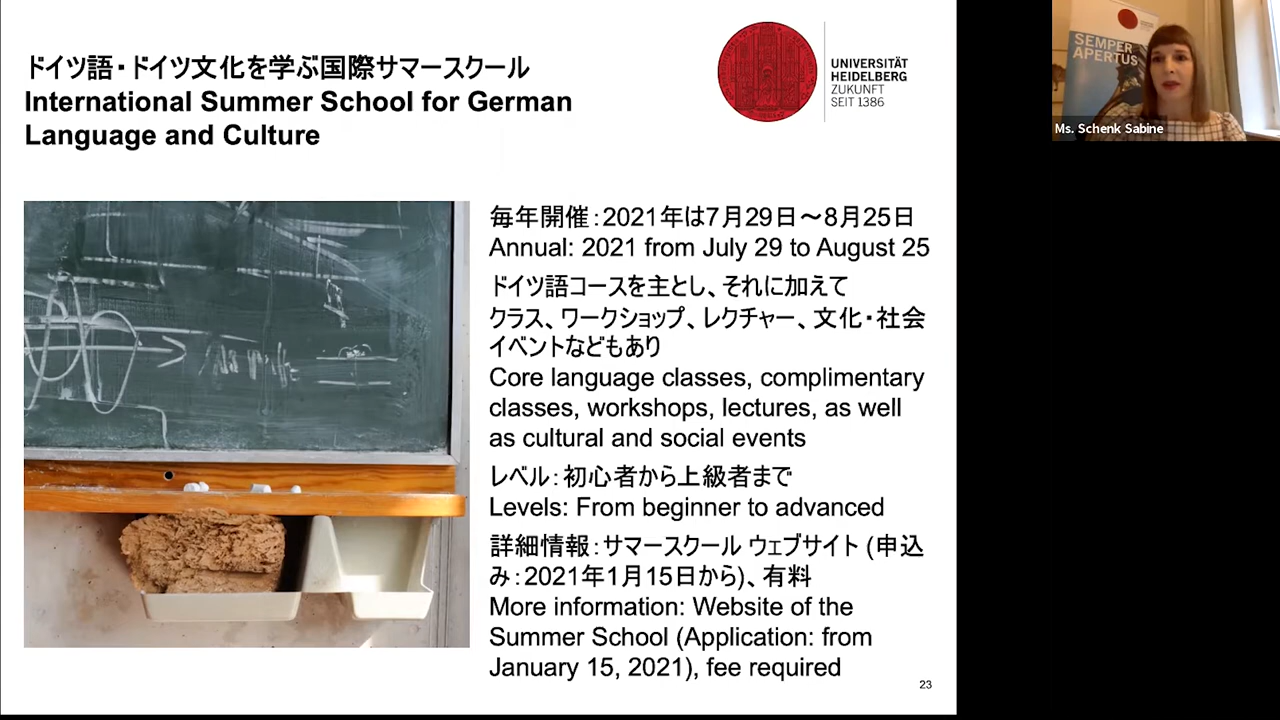 ドイツ語・ドイツ文化を学ぶ国際サマースクール
International Summer School for German
Language and Culture
UNIVERSITÄT
HEIDELBERG
ZUKUNFT
SEIT 1386
SEMPER
APERTUS
Ms. Schenk Sabine
毎年開催：2021年は7月29日～8月25日
Annual: 2021 from July 29 to August 25
ドイツ語コースを主とし、それに加えて
クラス、ワークショップ、レクチャー、文化・社会
イベントなどもあり
Core language classes, complimentary
classes, workshops, lectures, as well
as cultural and social events
レベル：初心者から上級者まで
Levels: From beginner to advanced
詳細情報：サマースクール ウェブサイト (申込
み：2021年1月15日から)、有料
More information: Website of the
Summer School (Application: from
January 15, 2021), fee required
23